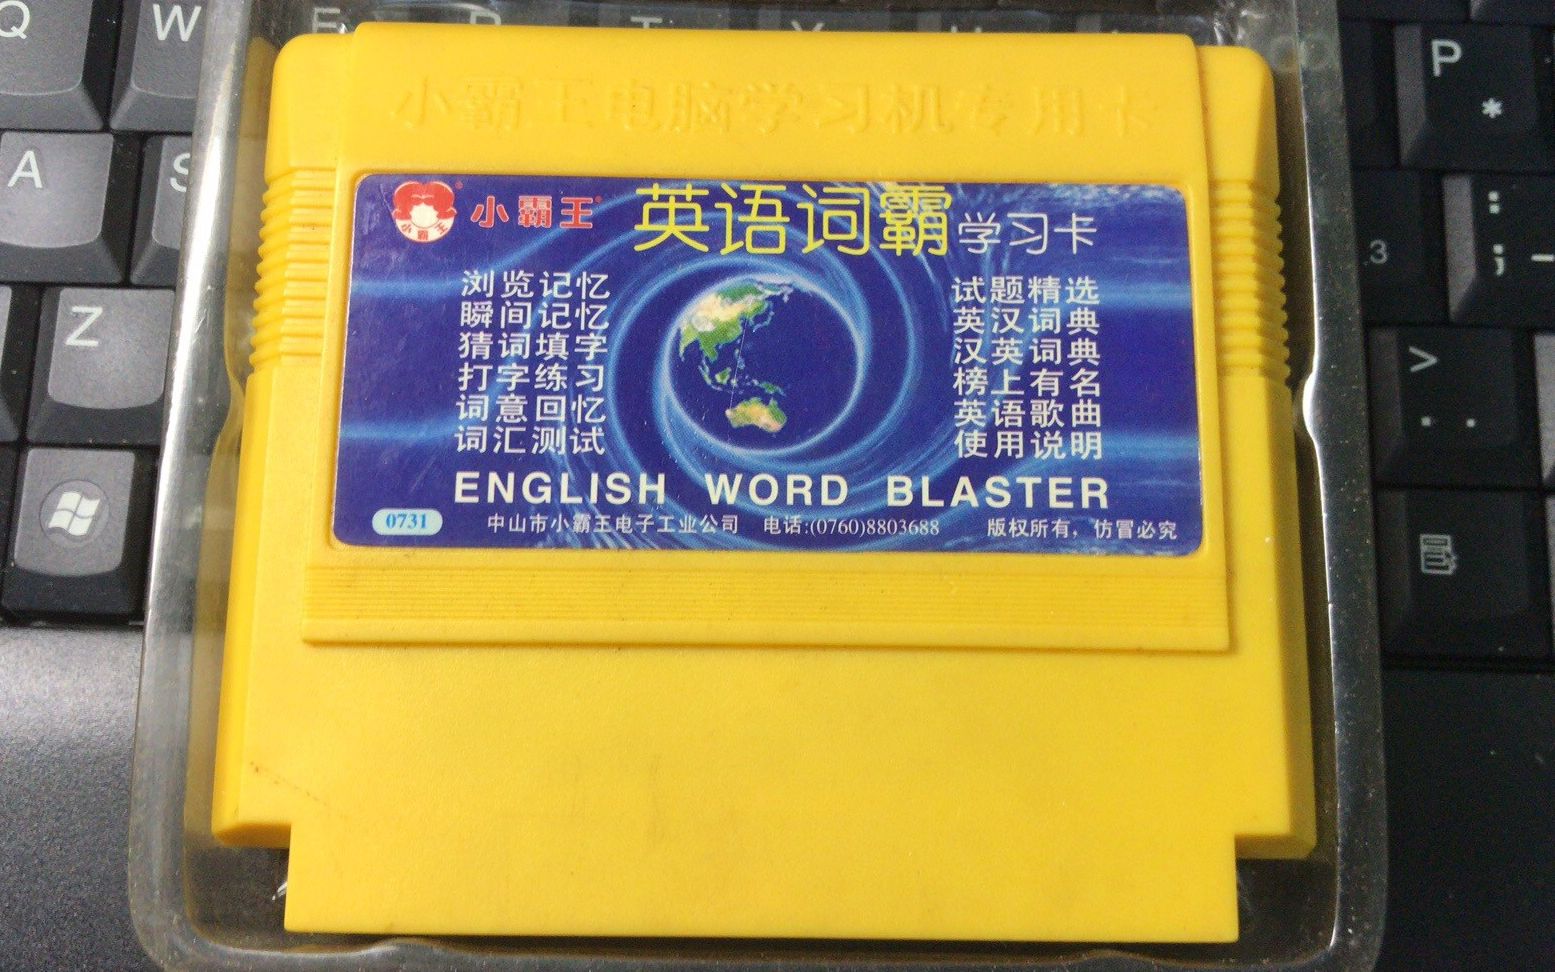 Q
W
E
R
T
Y
P
*
A
S
Z
3
:
;
>
.
小霸王电脑学习机专用卡
小霸王
小霸王
英语词霸学习卡
浏览记忆
瞬间记忆
猜词填字
打字练习
词意回忆
词汇测试
试题精选
英汉词典
汉英词典
榜上有名
英语歌曲
使用说明
ENGLISH WORD BLASTER
0731
中山市小霸王电子工业公司 电话:(0760)8803688 版权所有，仿冒必究